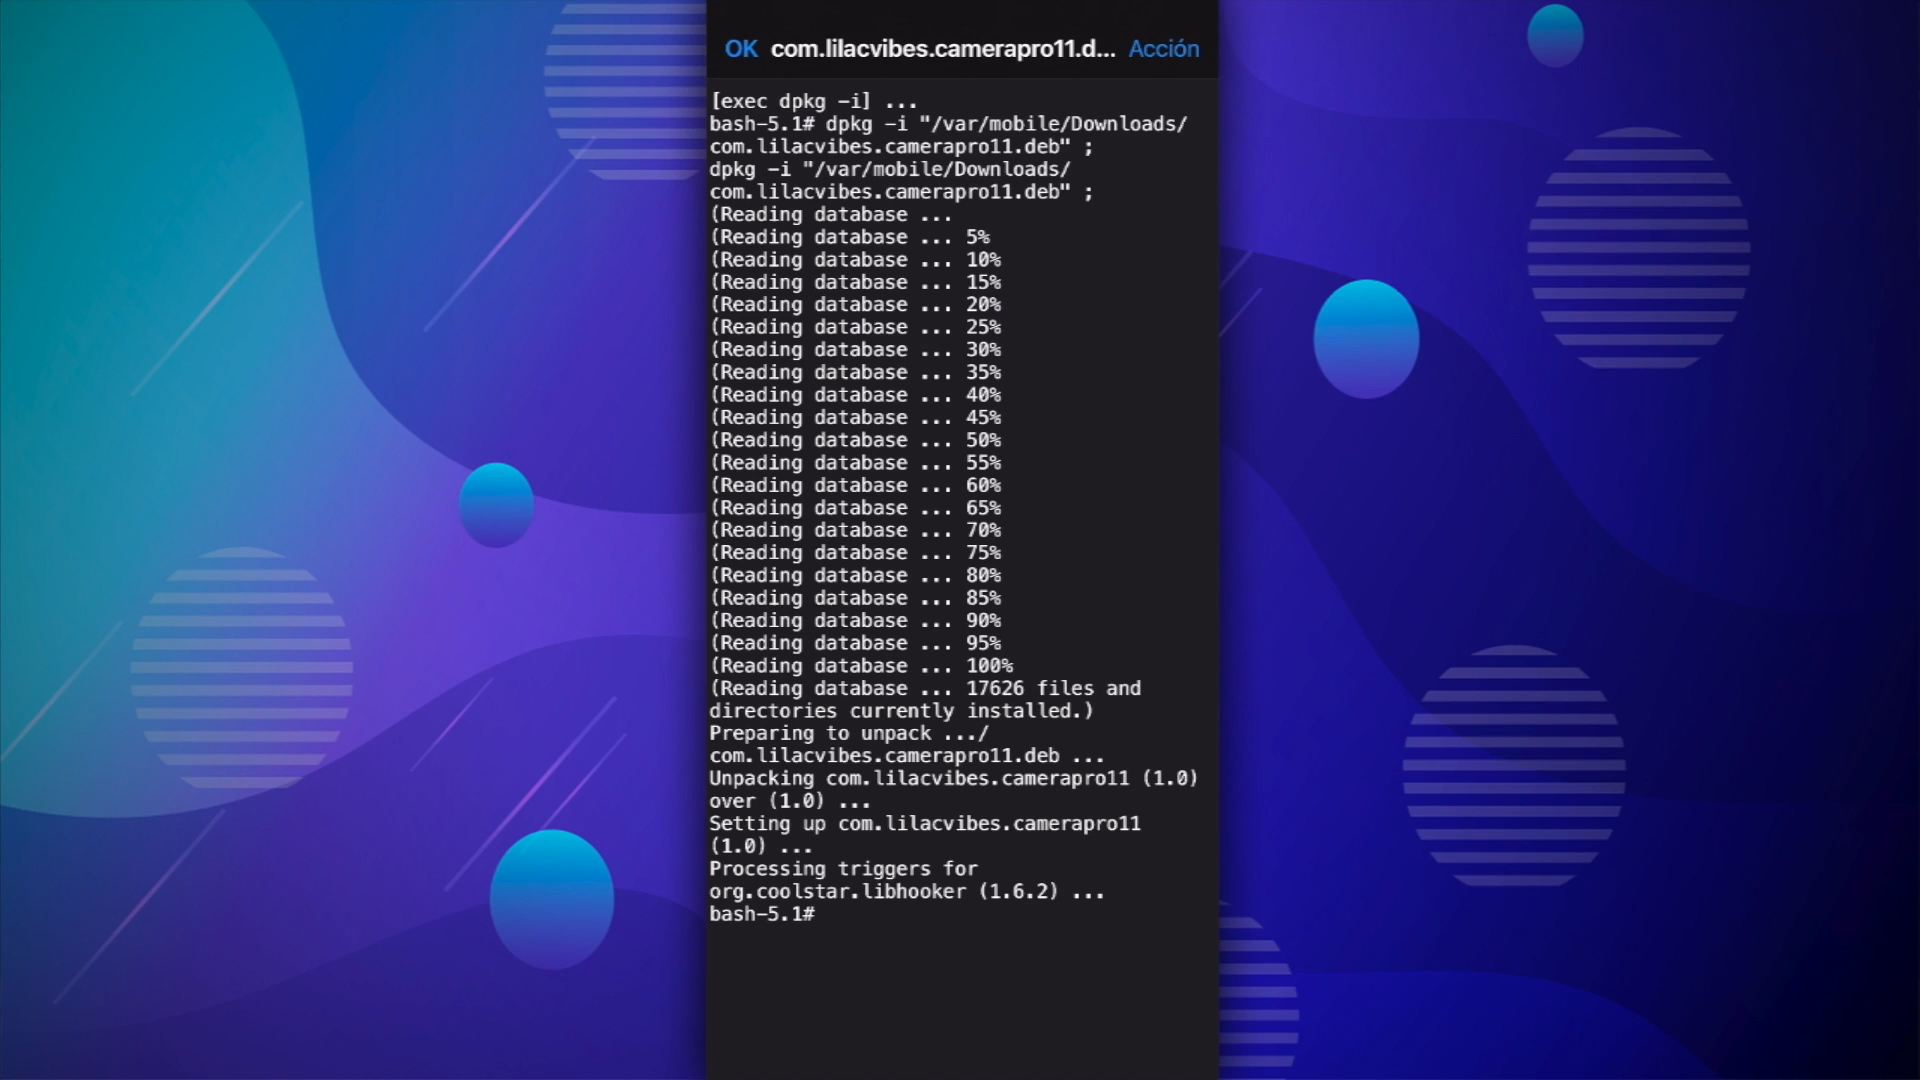 OK com.lilacvibes.camerapro11.d... Acción
[exec dpkg -i] ...
bash-5.1# dpkg -i "/var/mobile/Downloads/
com.lilacvibes.camerapro11.deb" ;
dpkg -i "/var/mobile/Downloads/
com.lilacvibes.camerapro11.deb" ;
(Reading database ...
(Reading database ... 5%
(Reading database ... 10%
(Reading database ... 15%
(Reading database ... 20%
(Reading database ... 25%
(Reading database ... 30%
(Reading database ... 35%
(Reading database ... 40%
(Reading database ... 45%
(Reading database ... 50%
(Reading database ... 55%
(Reading database ... 60%
(Reading database ... 65%
(Reading database ... 70%
(Reading database ... 75%
(Reading database ... 80%
(Reading database ... 85%
(Reading database ... 90%
(Reading database ... 95%
(Reading database ... 100%
(Reading database ... 17626 files and
directories currently installed.)
Preparing to unpack .../
com.lilacvibes.camerapro11.deb ...
Unpacking com.lilacvibes.camerapro11 (1.0)
over (1.0) ...
Setting up com.lilacvibes.camerapro11
(1.0) ...
Processing triggers for
org.coolstar.libhooker (1.6.2) ...
bash-5.1#